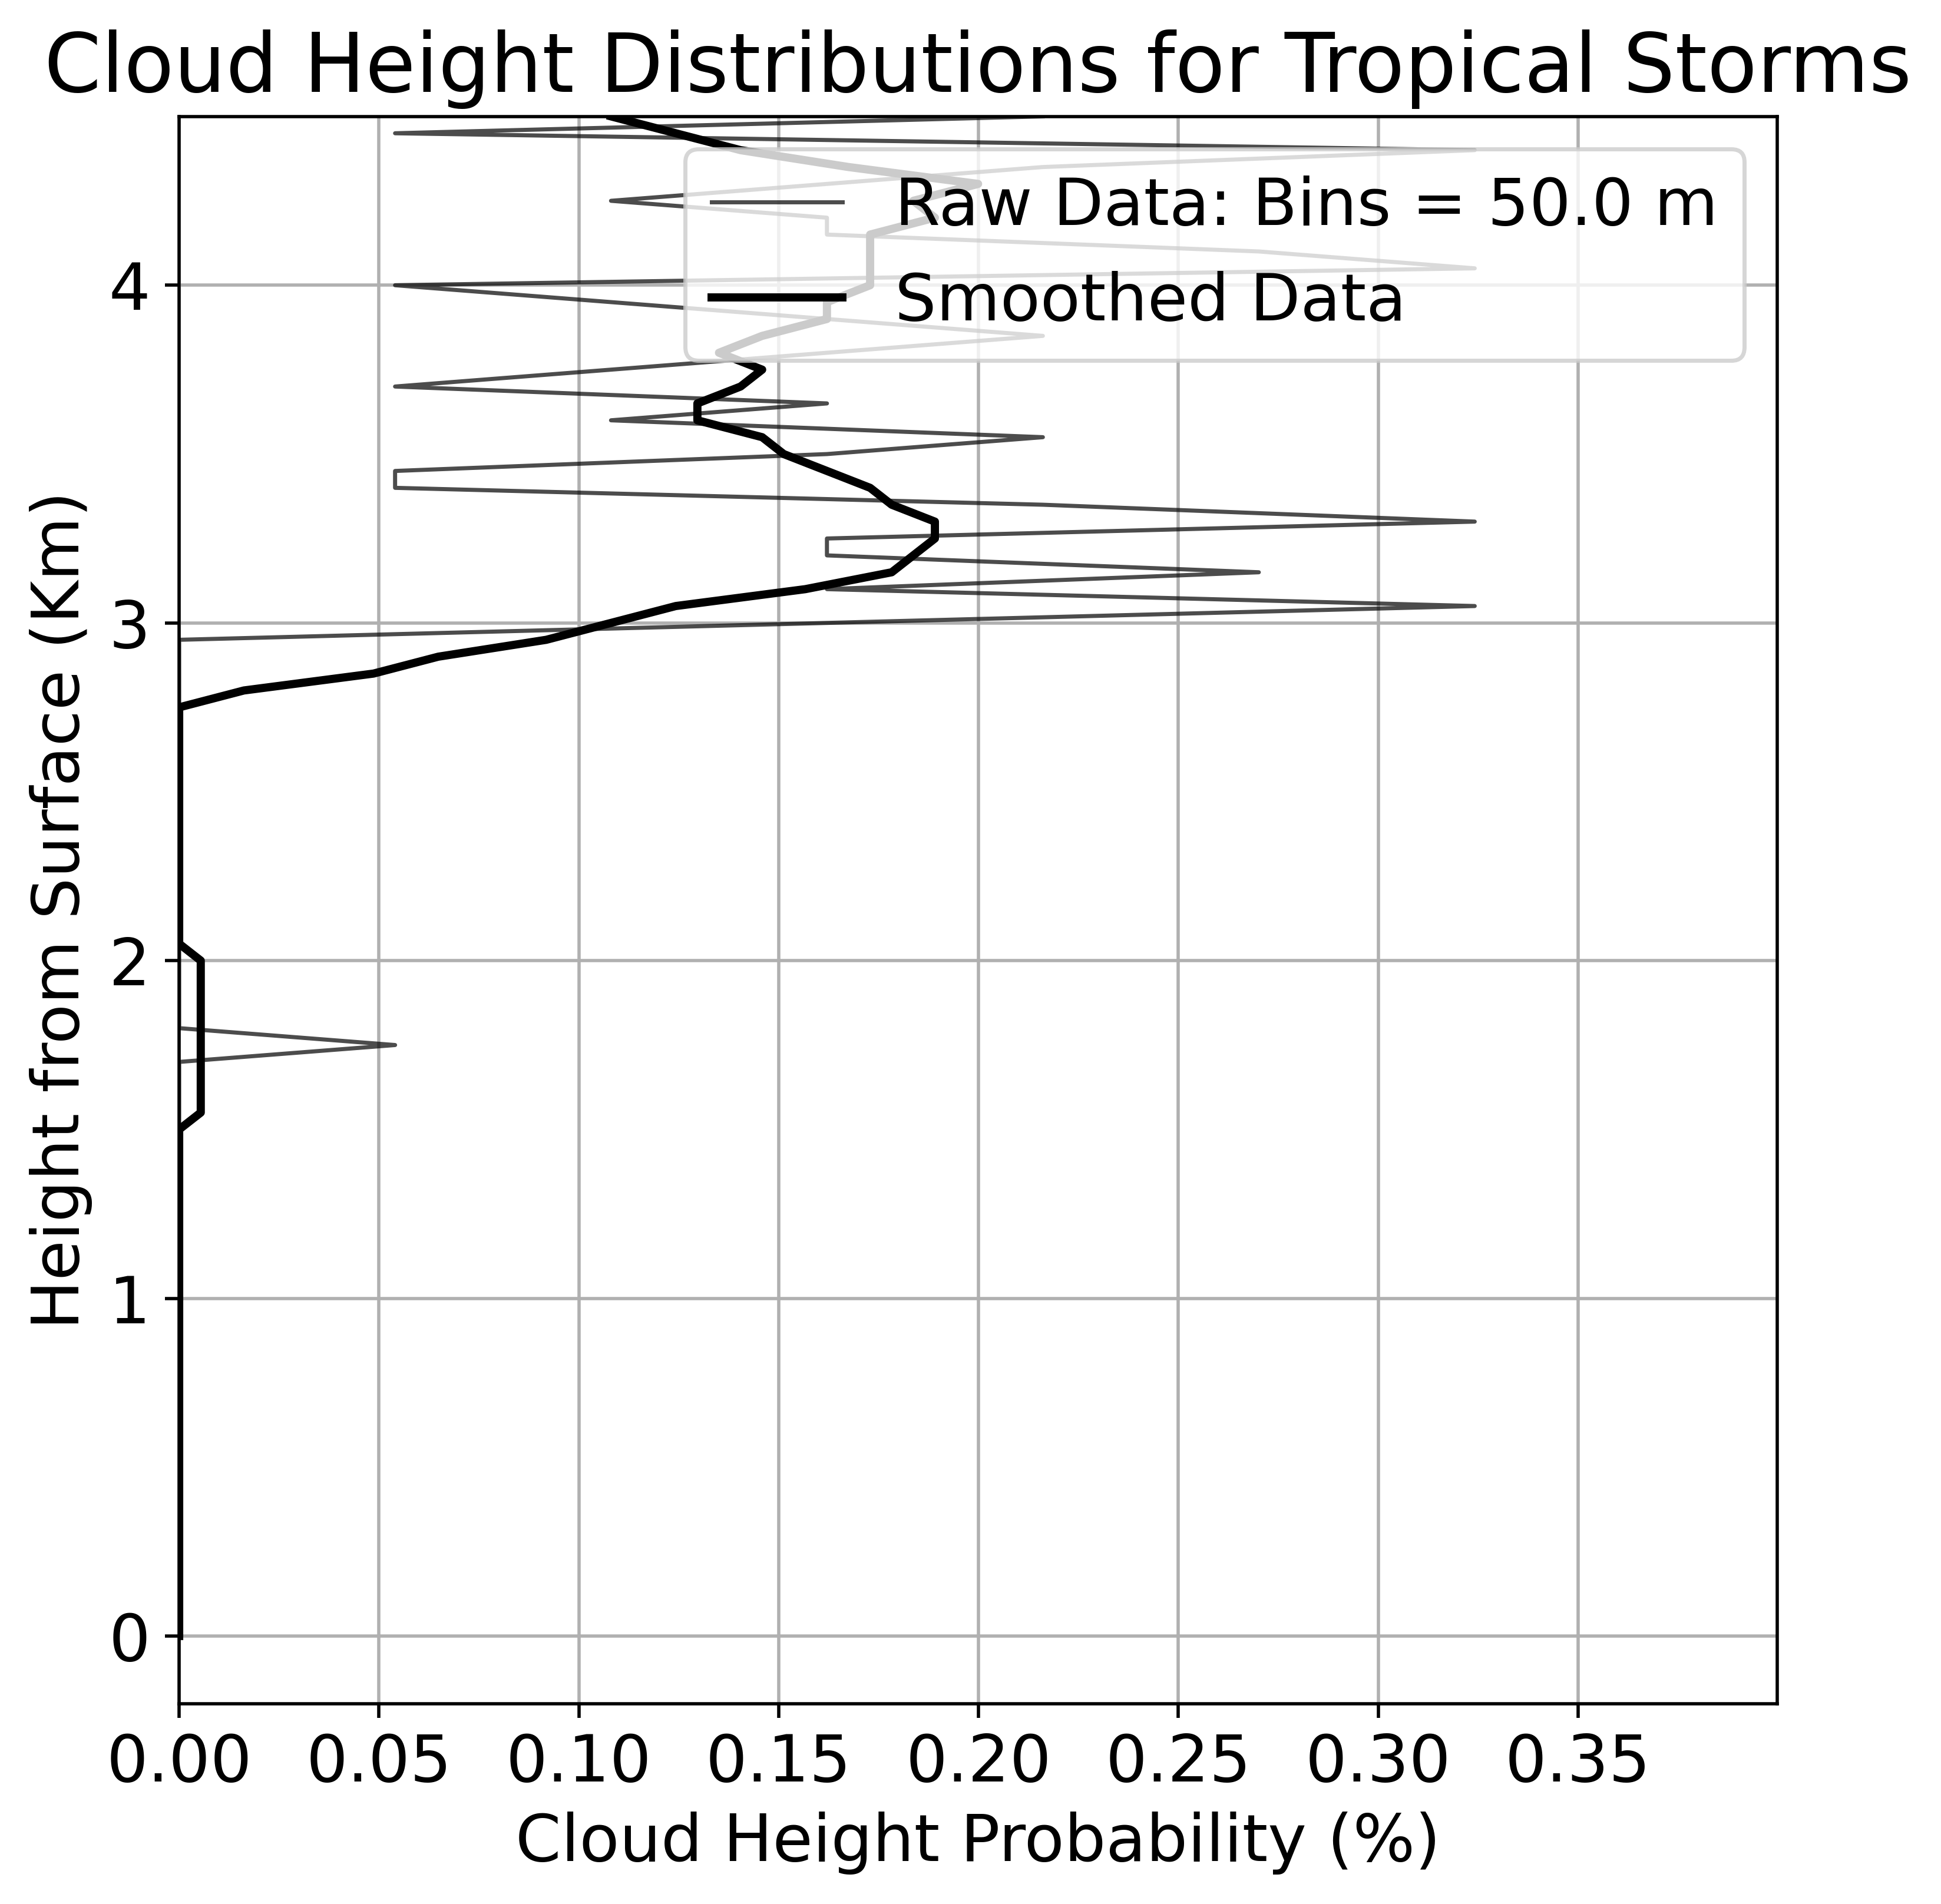 Cloud Height Distributions for Tropical Storms
Raw Data: Bins = 50.0 m
Smoothed Data
Height from Surface (Km)
4
3
2
1
0
0.00 0.05 0.10 0.15 0.20 0.25 0.30 0.35
Cloud Height Probability (%)